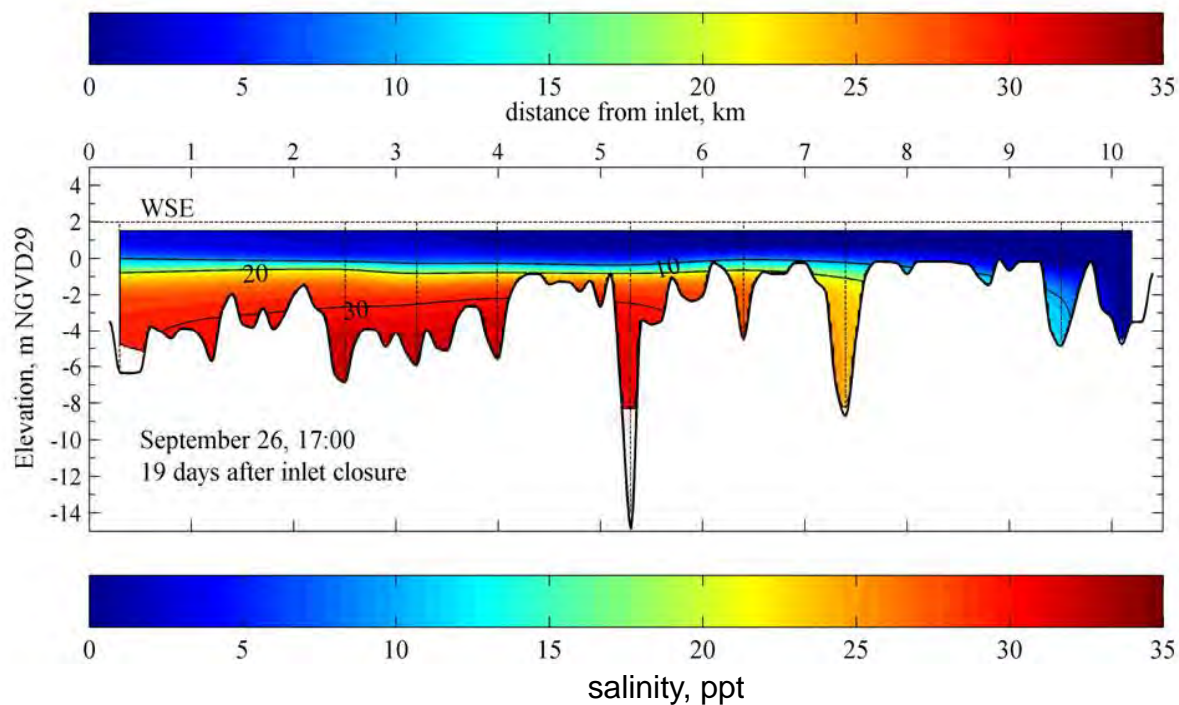 0 5 10 15 20 25 30 35
distance from inlet, km
0 1 2 3 4 5 6 7 8 9 10
4
WSE
2
0
20
10
-2
30
-4
-6
-8
-10
-12
-14
Elevation, m NGVD29
September 26, 17:00
19 days after inlet closure
0 5 10 15 20 25 30 35
salinity, ppt